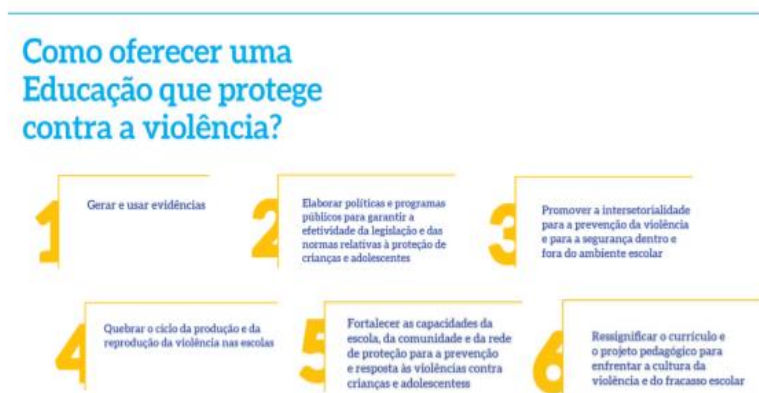 Como oferecer uma
Educação que protege
contra a violência?
1
Gerar e usar evidências
2
Elaborar políticas e programas
públicos para garantir a
efetividade da legislação e das
normas relativas à proteção de
crianças e adolescentes
3
Promover a intersetorialidade
para a prevenção da violência
e para a segurança dentro e
fora do ambiente escolar
4
Quebrar o ciclo da produção e da
reprodução da violência nas escolas
5
Fortalecer as capacidades da
escola, da comunidade e da rede
de proteção para a prevenção
e resposta às violências contra
crianças e adolescentess
6
Ressignificar o currículo e
o projeto pedagógico para
enfrentar a cultura da
violência e do fracasso escolar